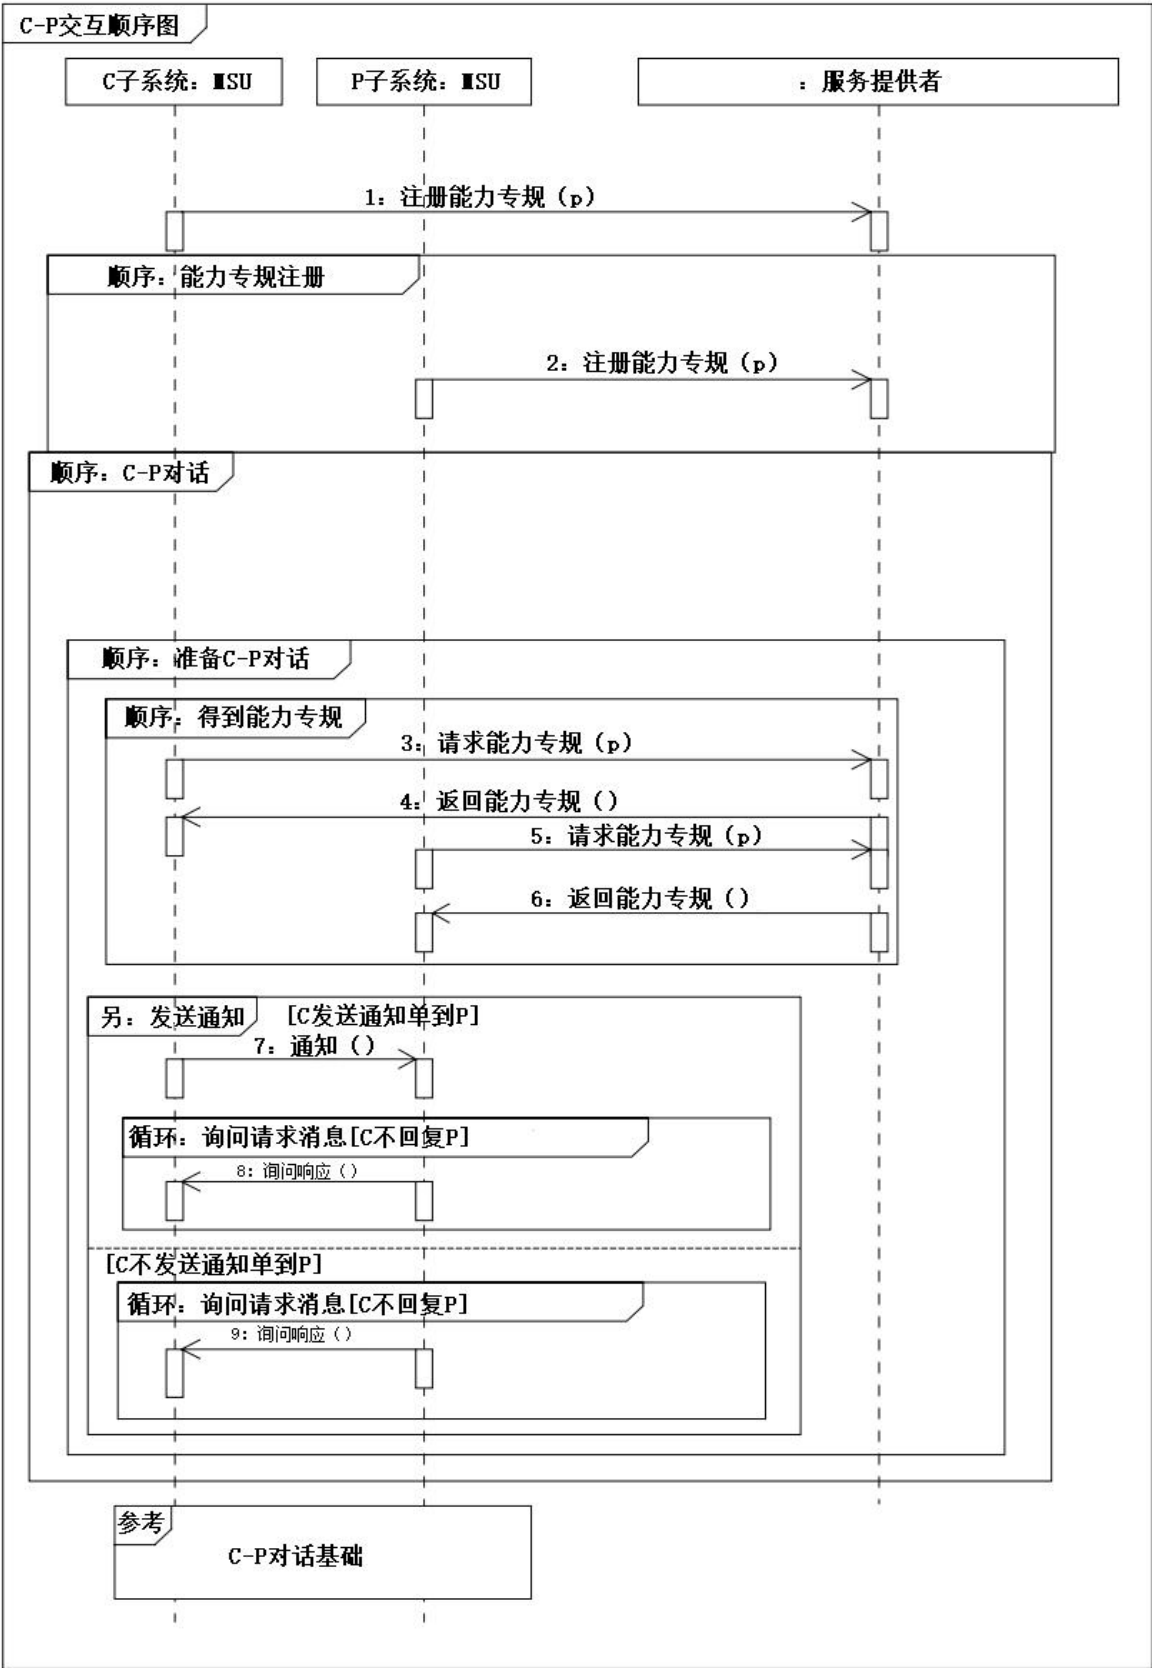 C-P交互顺序图
C子系统：MSU
P子系统：MSU
：服务提供者
1：注册能力专规（p）
顺序：能力专规注册
2：注册能力专规（p）
顺序：C-P对话
顺序：准备C-P对话
顺序：得到能力专规
3：请求能力专规（p）
4：返回能力专规（）
5：请求能力专规（p）
6：返回能力专规（）
另：发送通知 [C发送通知单到P]
7：通知（）
循环：询问请求消息[C不回复P]
8：询问响应（）
[C不发送通知单到P]
循环：询问请求消息[C不回复P]
9：询问响应（）
参考
C-P对话基础